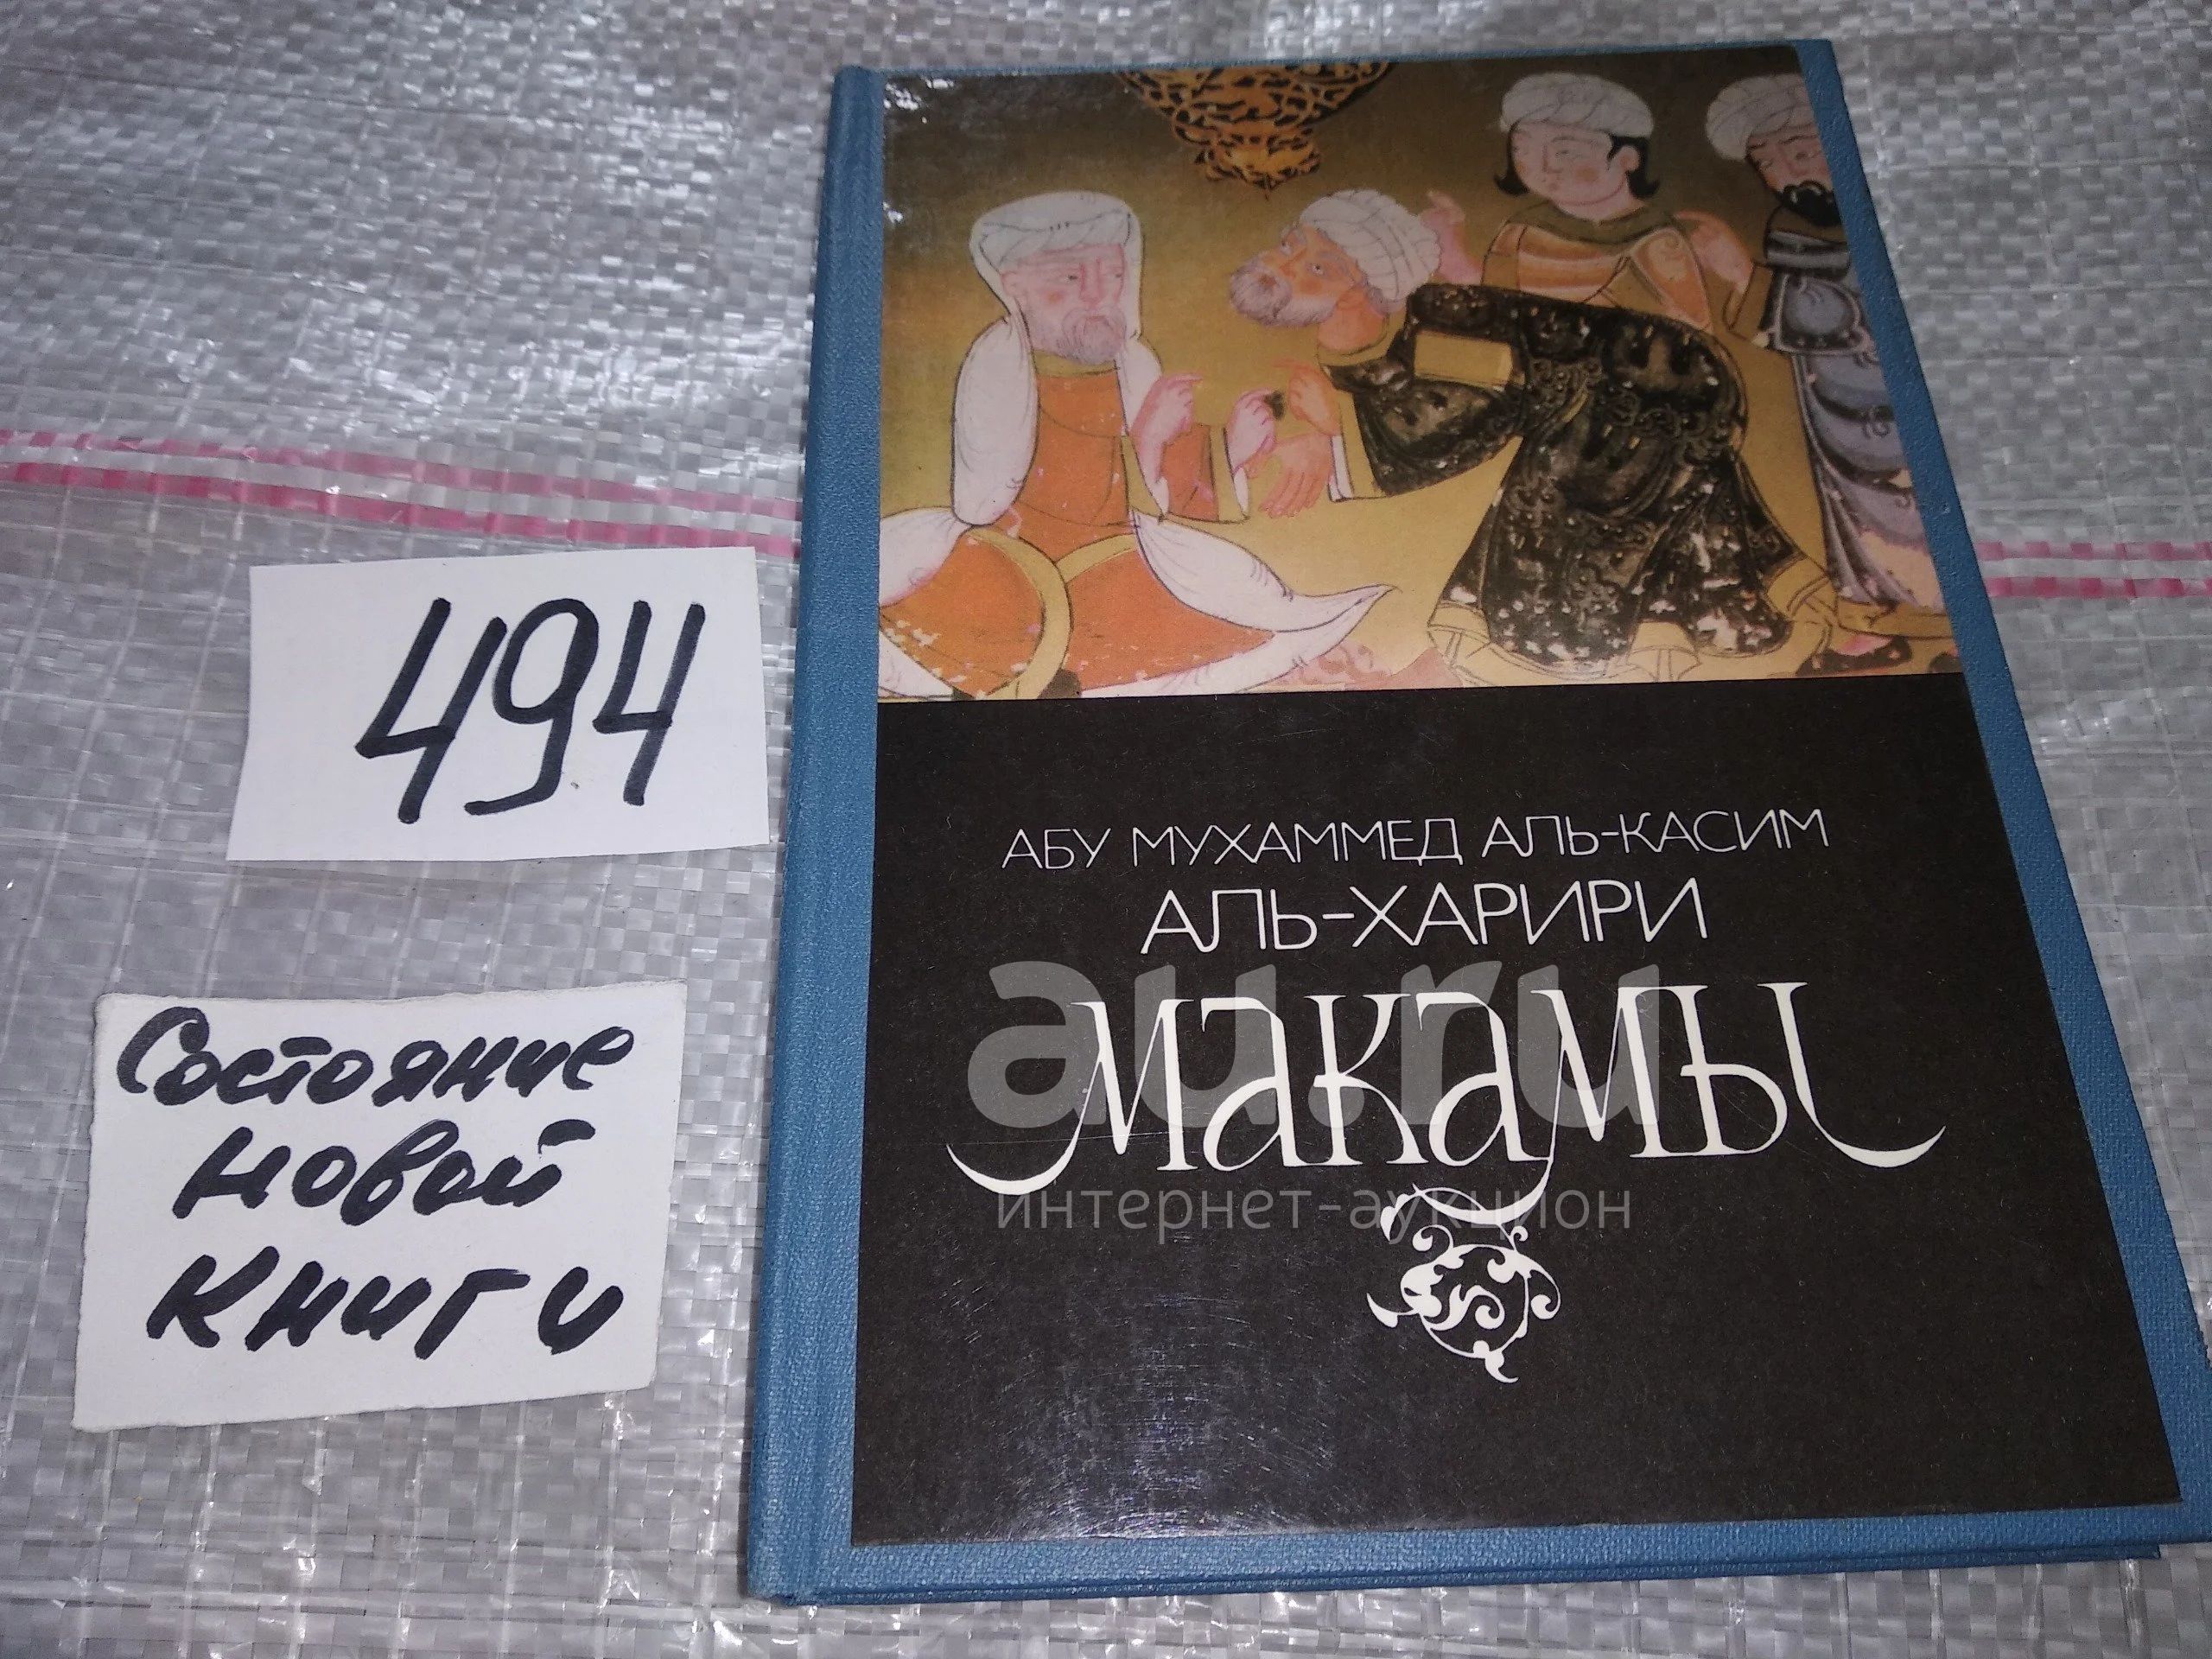 494
Состояние
новой
книги
АБУ МУХАММЕД АЛЬ-КАСИМ
АЛЬ-ХАРИРИ
МАКАМЫ
au.ru
интернет-аукцион